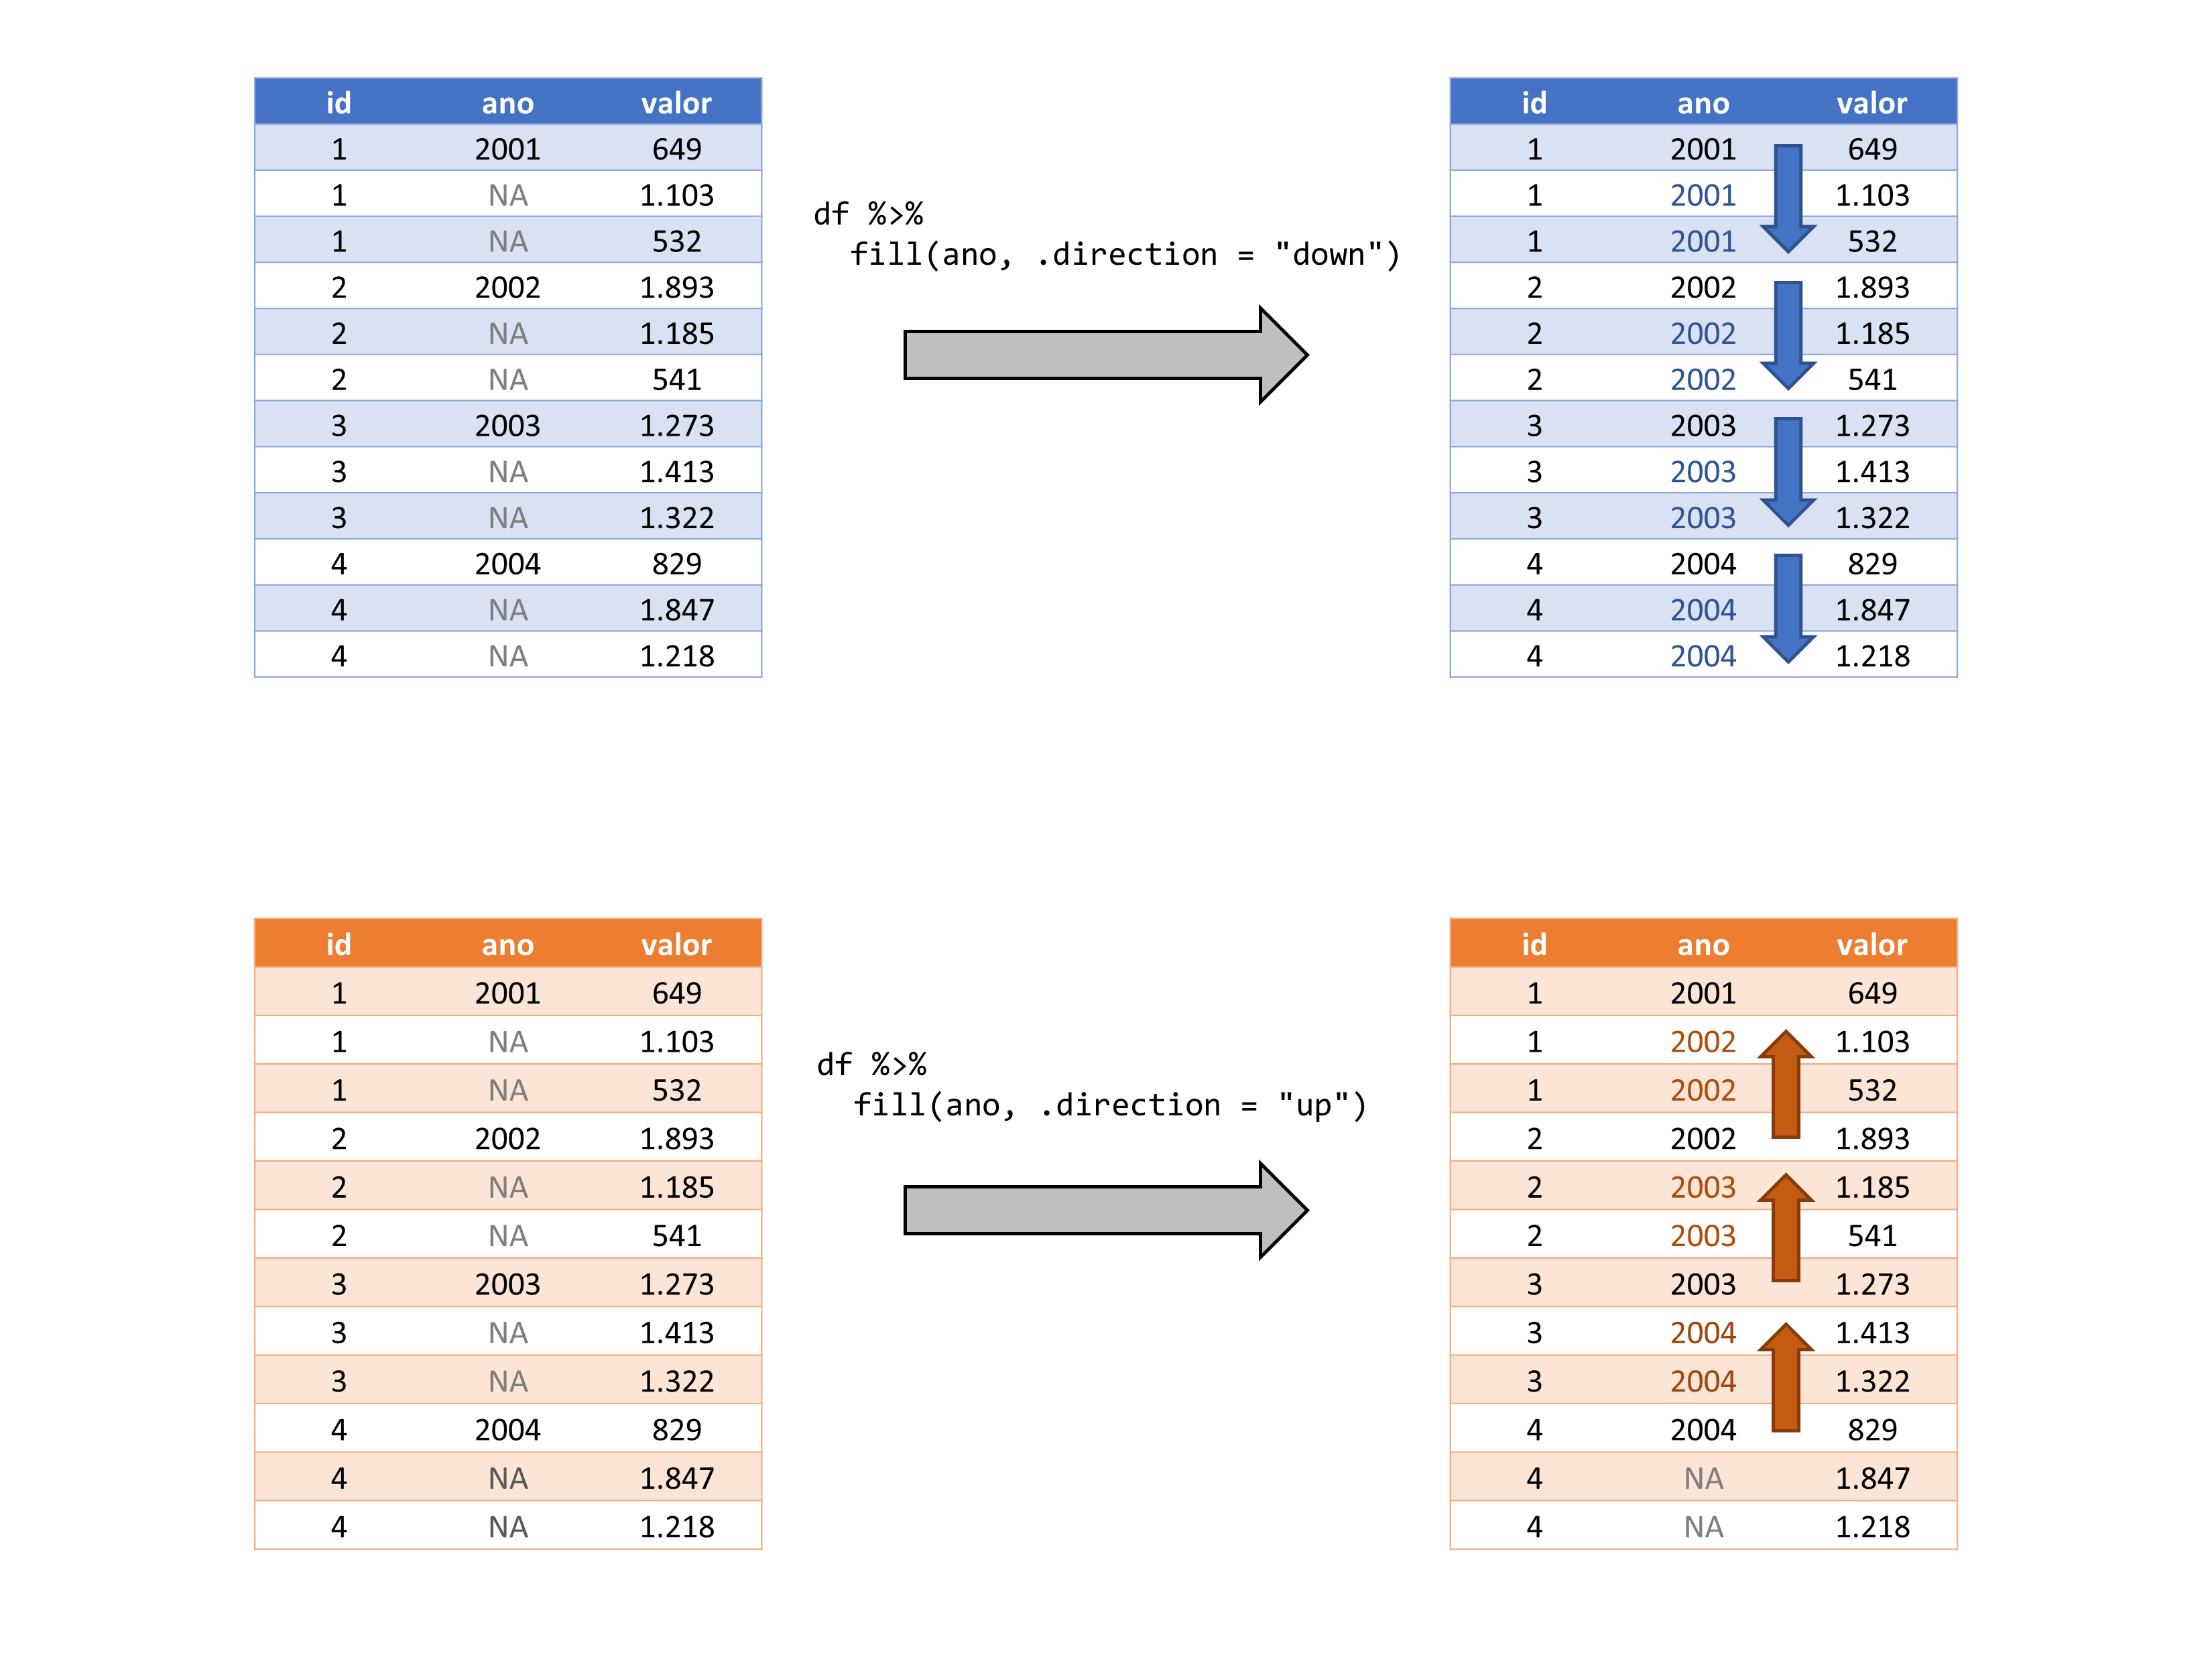 id ano valor
1 2001 649
1 NA 1.103
1 NA 532
2 2002 1.893
2 NA 1.185
2 NA 541
3 2003 1.273
3 NA 1.413
3 NA 1.322
4 2004 829
4 NA 1.847
4 NA 1.218
df %>%
fill(ano, .direction = "down")
id ano valor
1 2001 649
1 2001 1.103
1 2001 532
2 2002 1.893
2 2002 1.185
2 2002 541
3 2003 1.273
3 2003 1.413
3 2003 1.322
4 2004 829
4 2004 1.847
4 2004 1.218
id ano valor
1 2001 649
1 NA 1.103
1 NA 532
2 2002 1.893
2 NA 1.185
2 NA 541
3 2003 1.273
3 NA 1.413
3 NA 1.322
4 2004 829
4 NA 1.847
4 NA 1.218
df %>%
fill(ano, .direction = "up")
id ano valor
1 2001 649
1 2002 1.103
1 2002 532
2 2002 1.893
2 2003 1.185
2 2003 541
3 2003 1.273
3 2004 1.413
3 2004 1.322
4 2004 829
4 NA 1.847
4 NA 1.218